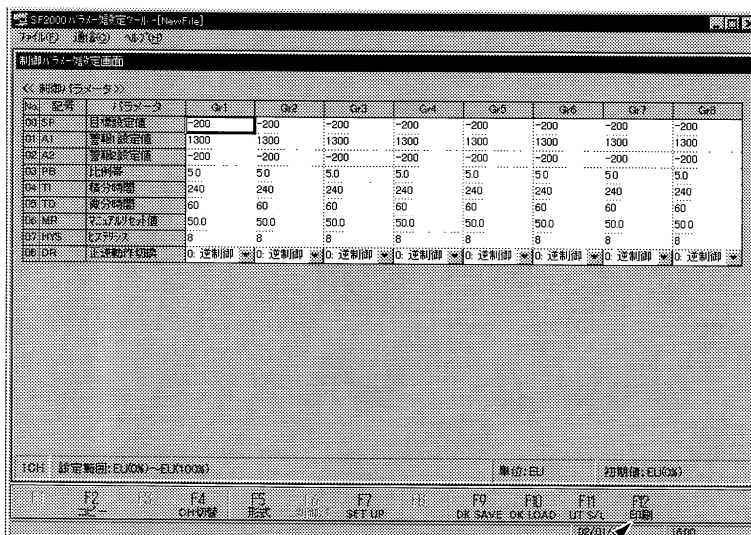 SF2000 パラメータ設定ツール -[NewFile]
ファイル(F) 通信(C) ヘルプ(H)
制御パラメータ設定画面
<< 制御パラメータ >>
No. 記号 パラメータ Gr1 Gr2 Gr3 Gr4 Gr5 Gr6 Gr7 Gr8
00 SP 目標設定値 -200 -200 -200 -200 -200 -200 -200 -200
01 A1 警報1設定値 1300 1300 1300 1300 1300 1300 1300 1300
02 A2 警報2設定値 -200 -200 -200 -200 -200 -200 -200 -200
03 PB 比例帯 5.0 5.0 5.0 5.0 5.0 5.0 5.0 5.0
04 TI 積分時間 240 240 240 240 240 240 240 240
05 TD 微分時間 60 60 60 60 60 60 60 60
06 MR マニュアルリセット値 50.0 50.0 50.0 50.0 50.0 50.0 50.0 50.0
07 HYS ヒステリシス 8 8 8 8 8 8 8 8
08 DR 正逆動作切換 0: 逆制御 0: 逆制御 0: 逆制御 0: 逆制御 0: 逆制御 0: 逆制御 0: 逆制御 0: 逆制御
1CH 設定範囲: EU(0%)~EU(100%) 単位: EU 初期値: EU(0%)
F1 F2 F3 F4 F5 F6 F7 F8 F9 F10 F11 F12
コピー CH切替 形式 SET UP DK SAVE DK LOAD UT S/L 印刷
02/01/ 16:00